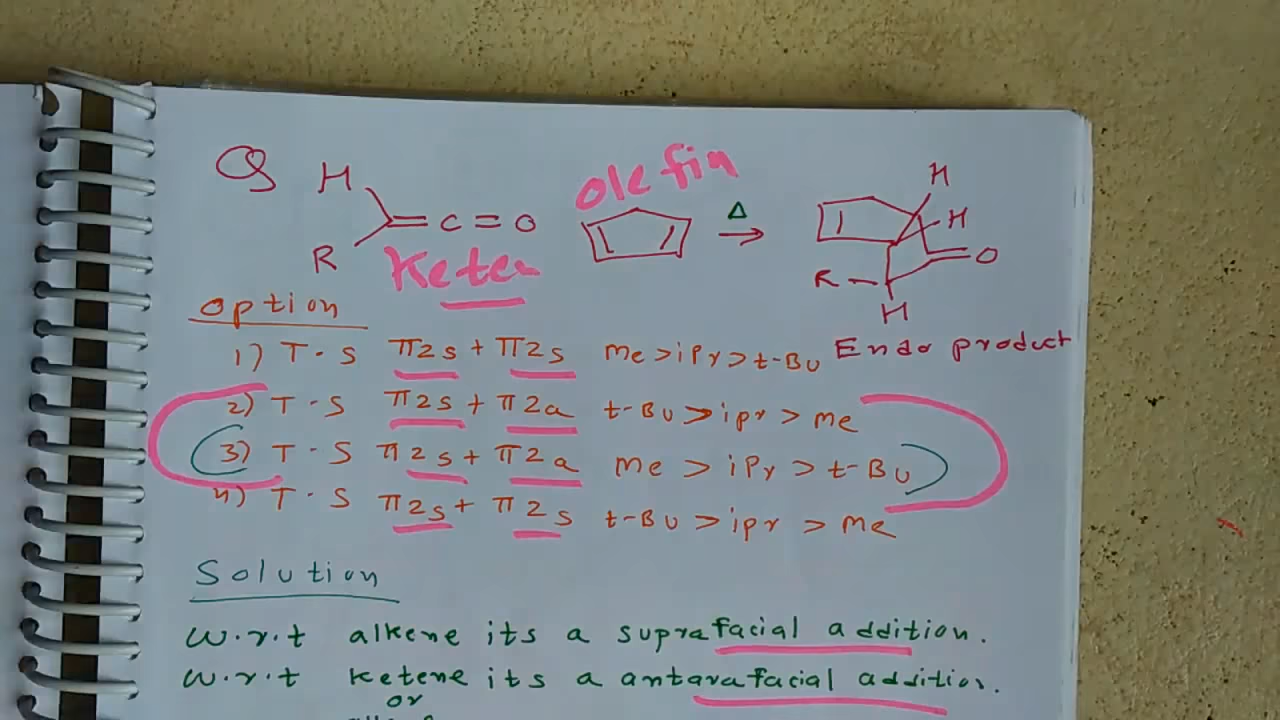 Q
H
R
C = O
Keten
Olefin
Δ
H
H
O
R
H
Option
1) T.S π2s + π2s Me > iPr > t-Bu Endo product
2) T.S π2s + π2a t-Bu > ipr > Me
3) T.S π2s + π2a Me > iPr > t-Bu
4) T.S π2s + π2s t-Bu > ipr > Me
Solution
w.r.t alkene its a suprafacial addition.
w.r.t ketene its a antarafacial addition.
or